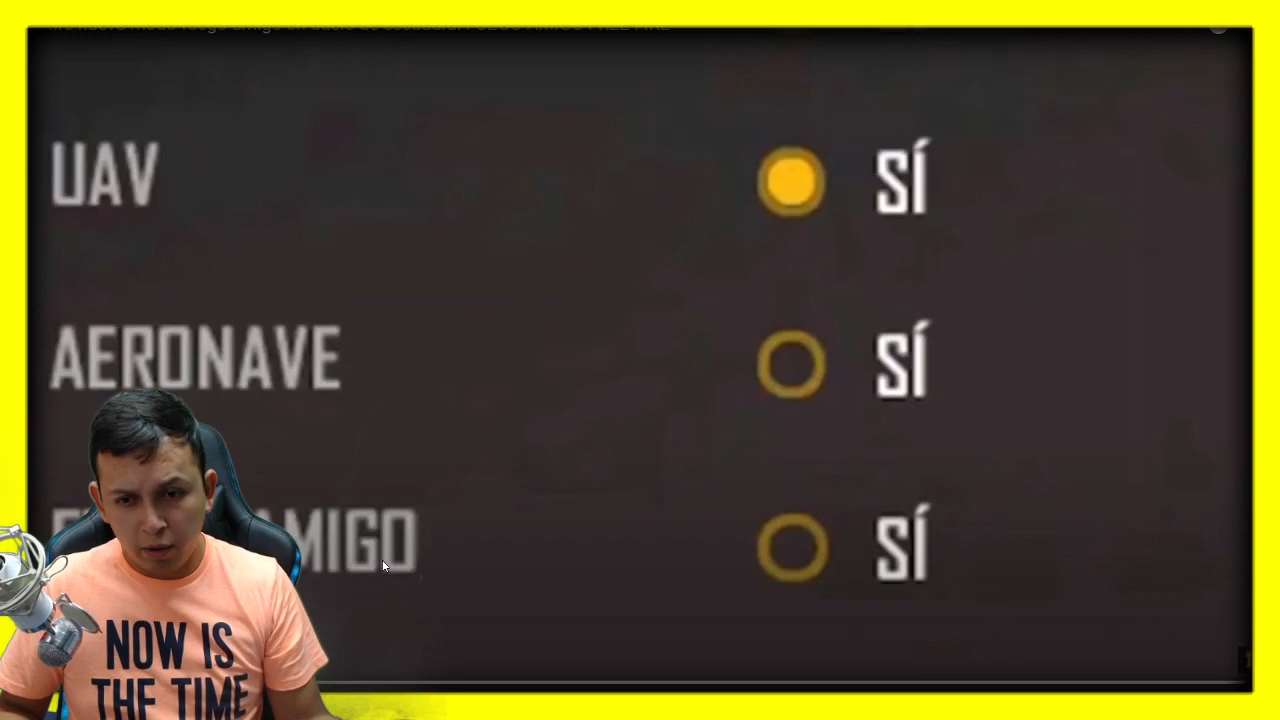 UAV SÍ
AERONAVE SÍ
AMIGO SÍ
NOW IS
THE TIME